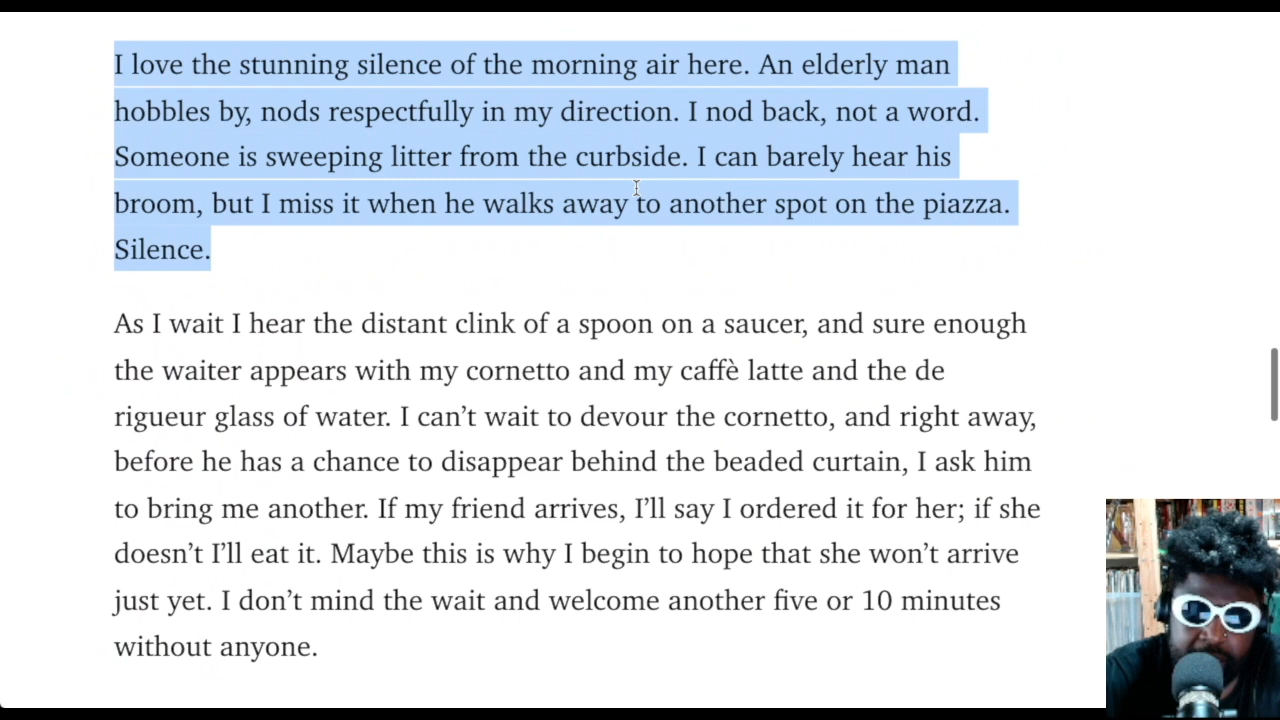 I love the stunning silence of the morning air here. An elderly man
hobbles by, nods respectfully in my direction. I nod back, not a word.
Someone is sweeping litter from the curbside. I can barely hear his
broom, but I miss it when he walks away to another spot on the piazza.
Silence.
As I wait I hear the distant clink of a spoon on a saucer, and sure enough
the waiter appears with my cornetto and my caffè latte and the de
rigueur glass of water. I can’t wait to devour the cornetto, and right away,
before he has a chance to disappear behind the beaded curtain, I ask him
to bring me another. If my friend arrives, I’ll say I ordered it for her; if she
doesn’t I’ll eat it. Maybe this is why I begin to hope that she won’t arrive
just yet. I don’t mind the wait and welcome another five or 10 minutes
without anyone.